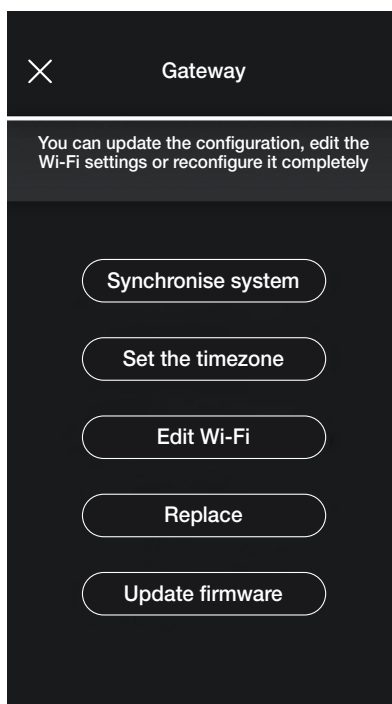 Gateway
You can update the configuration, edit the
Wi-Fi settings or reconfigure it completely
Synchronise system
Set the timezone
Edit Wi-Fi
Replace
Update firmware